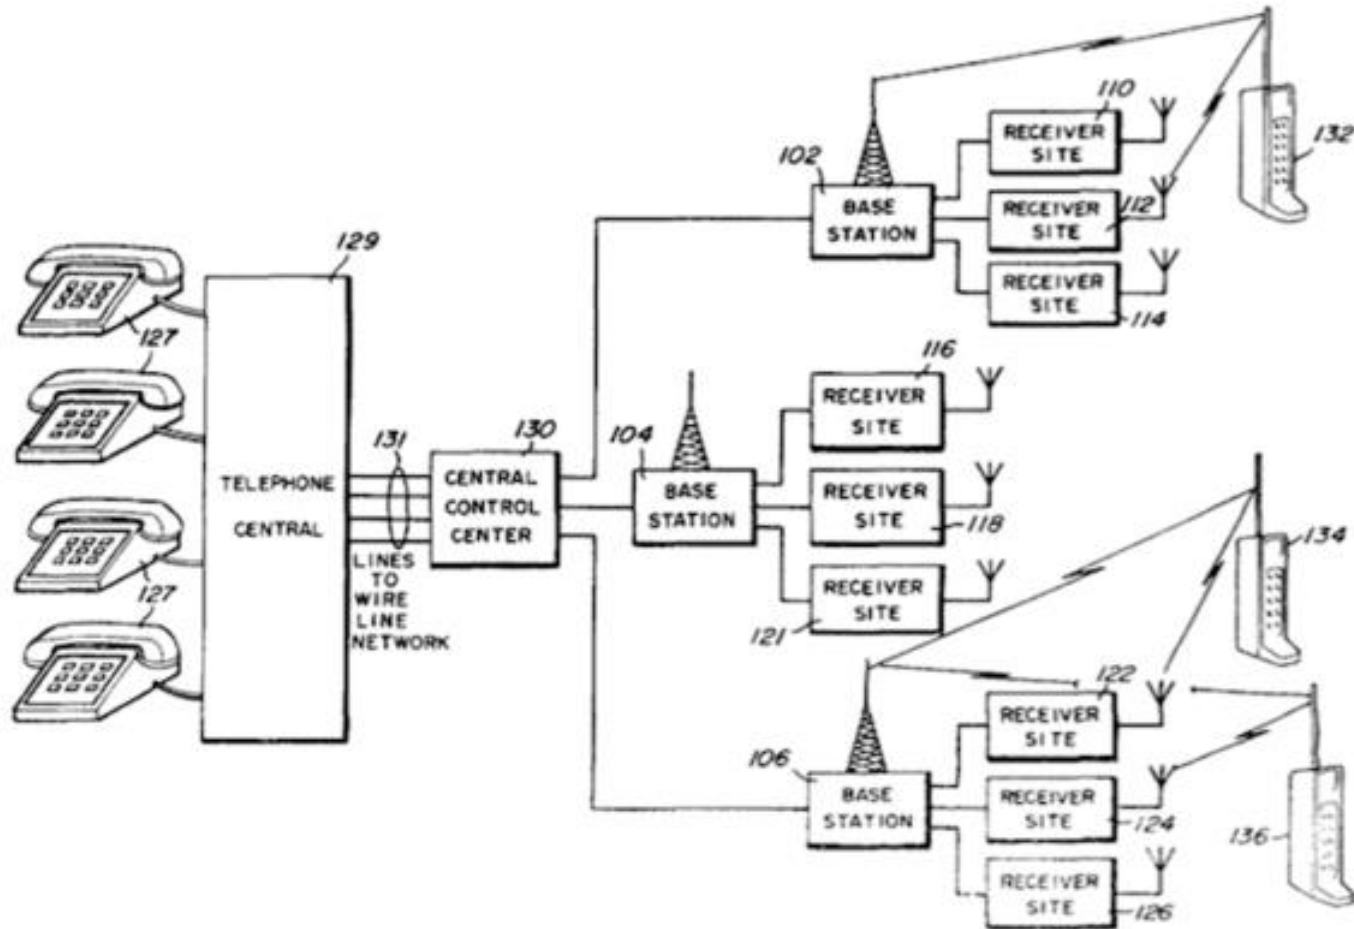 110
RECEIVER
SITE
132
102
BASE
STATION
RECEIVER
SITE
112
129
RECEIVER
SITE
114
127
127
116
RECEIVER
SITE
131
130
104
TELEPHONE
CENTRAL
CENTRAL
CONTROL
CENTER
BASE
STATION
RECEIVER
SITE
118
LINES
TO
WIRE
LINE
NETWORK
134
127
127
RECEIVER
SITE
121
122
RECEIVER
SITE
106
BASE
STATION
RECEIVER
SITE
124
136
RECEIVER
SITE
126